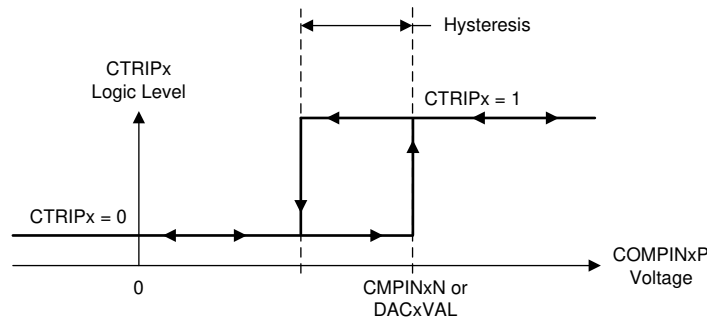 Hysteresis
CTRIPx
Logic Level
CTRIPx = 1
CTRIPx = 0
COMPINxP
Voltage
0
CMPINxN or
DACxVAL